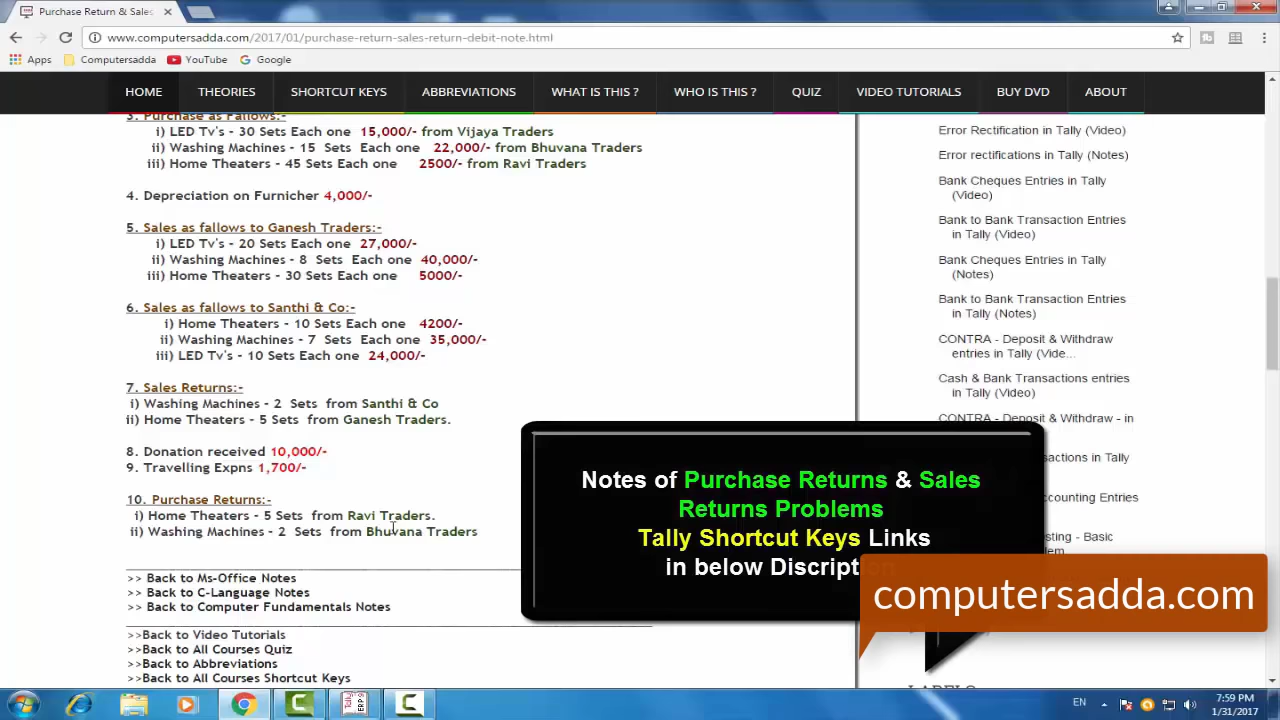 Purchase Return & Sales
www.computersadda.com/2017/01/purchase-return-sales-return-debit-note.html
Apps
Computersadda
YouTube
Google
HOME
THEORIES
SHORTCUT KEYS
ABBREVIATIONS
WHAT IS THIS ?
WHO IS THIS ?
QUIZ
VIDEO TUTORIALS
BUY DVD
ABOUT
3. Purchase as Fallows:-
i) LED Tv's - 30 Sets Each one 15,000/- from Vijaya Traders
ii) Washing Machines - 15 Sets Each one 22,000/- from Bhuvana Traders
iii) Home Theaters - 45 Sets Each one 2500/- from Ravi Traders
4. Depreciation on Furnicher 4,000/-
5. Sales as fallows to Ganesh Traders:-
i) LED Tv's - 20 Sets Each one 27,000/-
ii) Washing Machines - 8 Sets Each one 40,000/-
iii) Home Theaters - 30 Sets Each one 5000/-
6. Sales as fallows to Santhi & Co:-
i) Home Theaters - 10 Sets Each one 4200/-
ii) Washing Machines - 7 Sets Each one 35,000/-
iii) LED Tv's - 10 Sets Each one 24,000/-
7. Sales Returns:-
i) Washing Machines - 2 Sets from Santhi & Co
ii) Home Theaters - 5 Sets from Ganesh Traders.
8. Donation received 10,000/-
9. Travelling Expns 1,700/-
10. Purchase Returns:-
i) Home Theaters - 5 Sets from Ravi Traders.
ii) Washing Machines - 2 Sets from Bhuvana Traders
>> Back to Ms-Office Notes
>> Back to C-Language Notes
>> Back to Computer Fundamentals Notes
>>Back to Video Tutorials
>>Back to All Courses Quiz
>>Back to Abbreviations
>>Back to All Courses Shortcut Keys
Error Rectification in Tally (Video)
Error rectifications in Tally (Notes)
Bank Cheques Entries in Tally
(Video)
Bank to Bank Transaction Entries
in Tally (Video)
Bank Cheques Entries in Tally
(Notes)
Bank to Bank Transaction Entries
in Tally (Notes)
CONTRA - Deposit & Withdraw
entries in Tally (Vide...
Cash & Bank Transactions entries
in Tally (Video)
CONTRA - Deposit & Withdraw - in
in Tally
Entries
- Basic
Notes of Purchase Returns & Sales
Returns Problems
Tally Shortcut Keys Links
in below Discription
computersadda.com
LABELS
EN
7:59 PM
1/31/2017